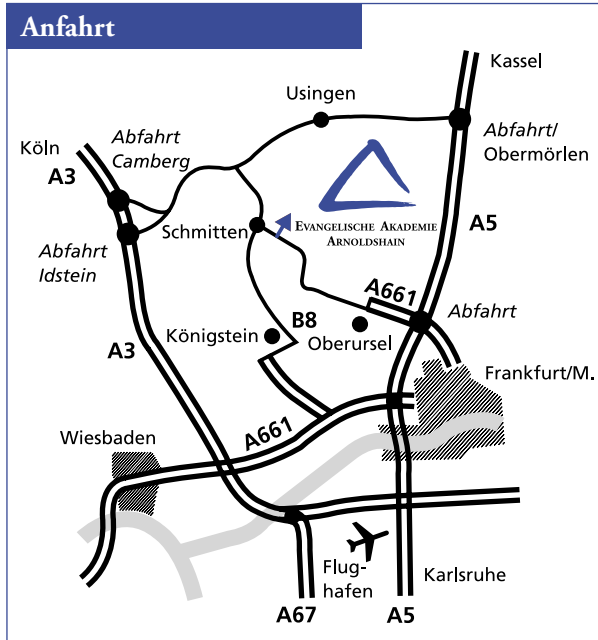 Anfahrt
Kassel
Usingen
Köln
Abfahrt
Camberg
Abfahrt/
Obermörlen
A3
Schmitten
EVANGELISCHE AKADEMIE
ARNOLDSHAIN
A5
Abfahrt
Idstein
A661
Abfahrt
B8
Königstein
Oberursel
A3
Frankfurt/M.
A661
Wiesbaden
Flug-
hafen
Karlsruhe
A67
A5